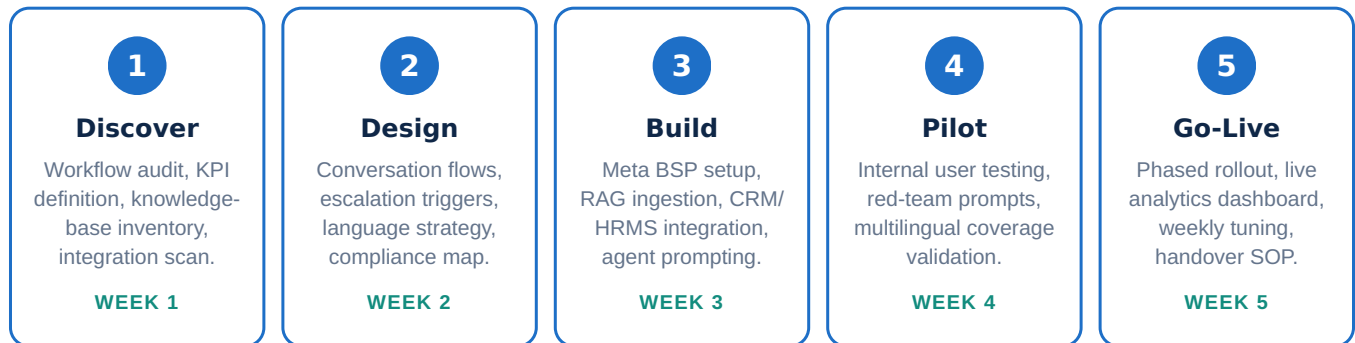 1
Discover
Workflow audit, KPI
definition, knowledge-
base inventory,
integration scan.
WEEK 1
2
Design
Conversation flows,
escalation triggers,
language strategy,
compliance map.
WEEK 2
3
Build
Meta BSP setup,
RAG ingestion, CRM/
HRMS integration,
agent prompting.
WEEK 3
4
Pilot
Internal user testing,
red-team prompts,
multilingual coverage
validation.
WEEK 4
5
Go-Live
Phased rollout, live
analytics dashboard,
weekly tuning,
handover SOP.
WEEK 5